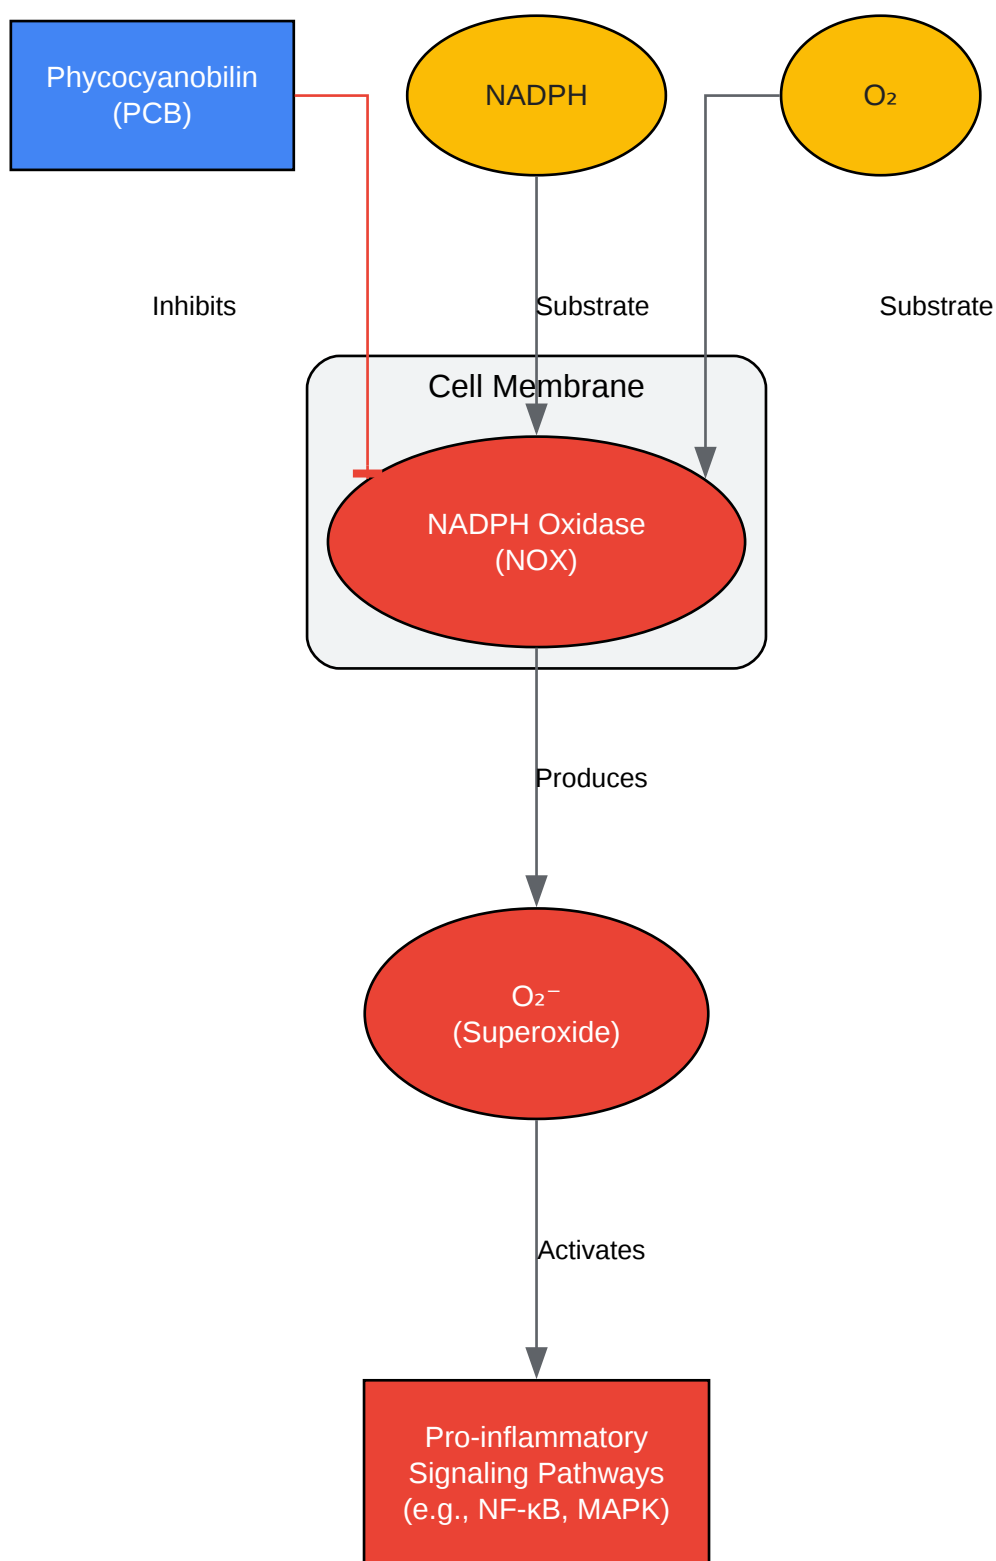 Phycocyanobilin
(PCB)
NADPH
O₂
Inhibits
Substrate
Substrate
Cell Membrane
NADPH Oxidase
(NOX)
Produces
O₂⁻
(Superoxide)
Activates
Pro-inflammatory
Signaling Pathways
(e.g., NF-κB, MAPK)